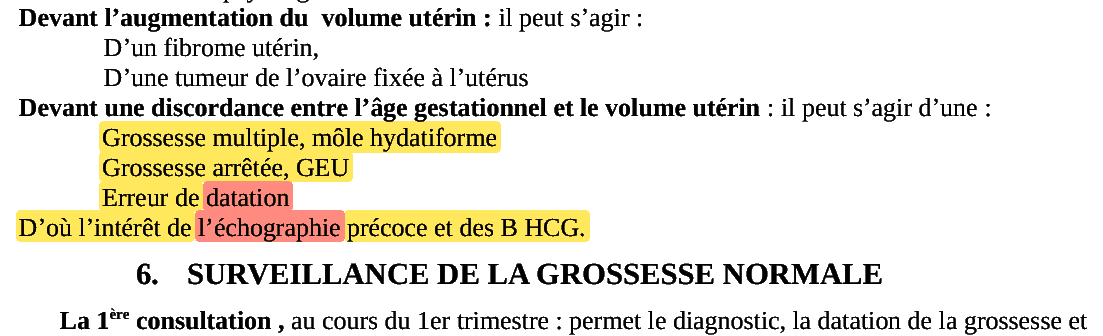 Devant l'augmentation du volume utérin : il peut s'agir :
D'un fibrome utérin,
D'une tumeur de l'ovaire fixée à l'utérus
Devant une discordance entre l'âge gestationnel et le volume utérin : il peut s'agir d'une :
Grossesse multiple, môle hydatiforme
Grossesse arrêtée, GEU
Erreur de datation
D'où l'intérêt de l'échographie précoce et des B HCG.
6. SURVEILLANCE DE LA GROSSESSE NORMALE
La 1ère consultation , au cours du 1er trimestre : permet le diagnostic, la datation de la grossesse et